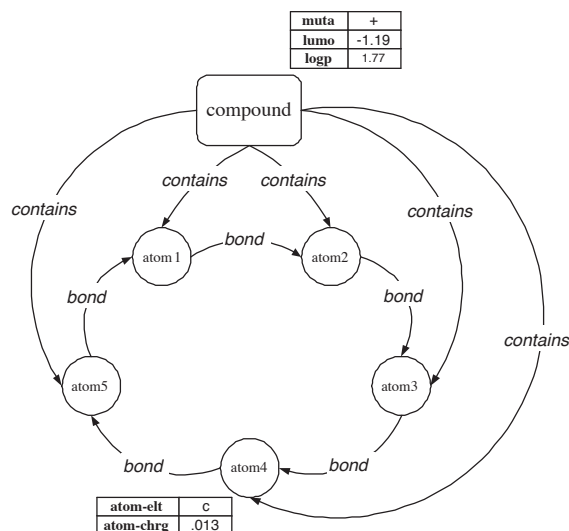 muta +
lumo -1.19
logp 1.77
compound
contains contains
contains contains
atom1 bond atom2
bond bond
contains
atom5 atom3
bond atom4 bond
atom-elt c
atom-chrg .013